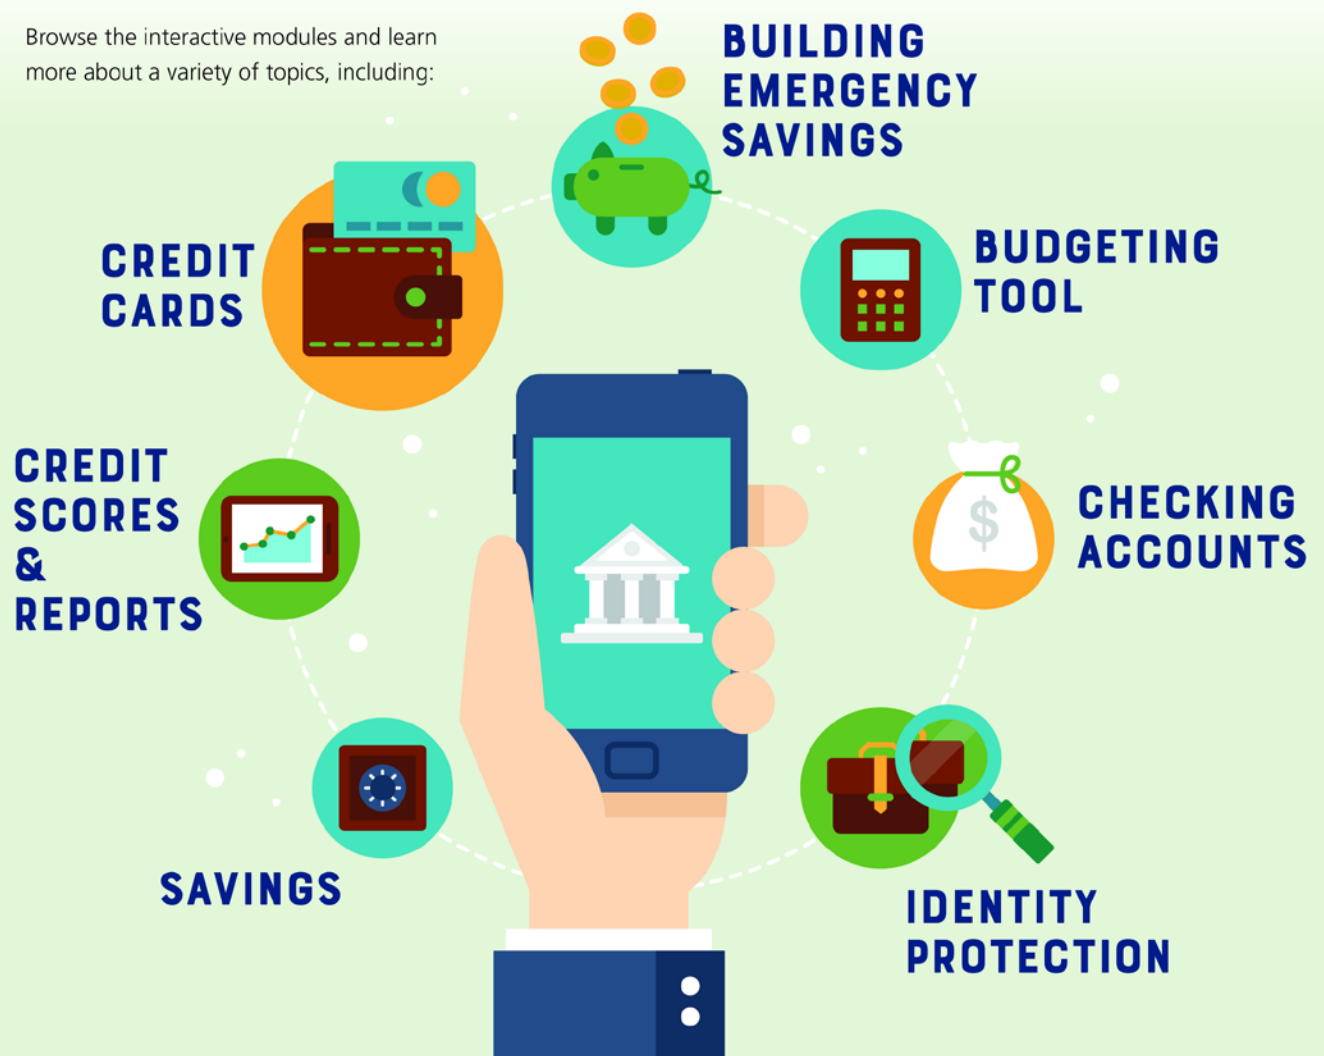 Browse the interactive modules and learn
more about a variety of topics, including:
BUILDING
EMERGENCY
SAVINGS
BUDGETING
TOOL
CHECKING
ACCOUNTS
IDENTITY
PROTECTION
SAVINGS
CREDIT
SCORES
&
REPORTS
CREDIT
CARDS
$